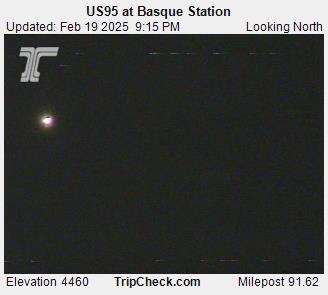 US95 at Basque Station
Updated: Feb 19 2025 9:15 PM Looking North
Elevation 4460 TripCheck.com Milepost 91.62